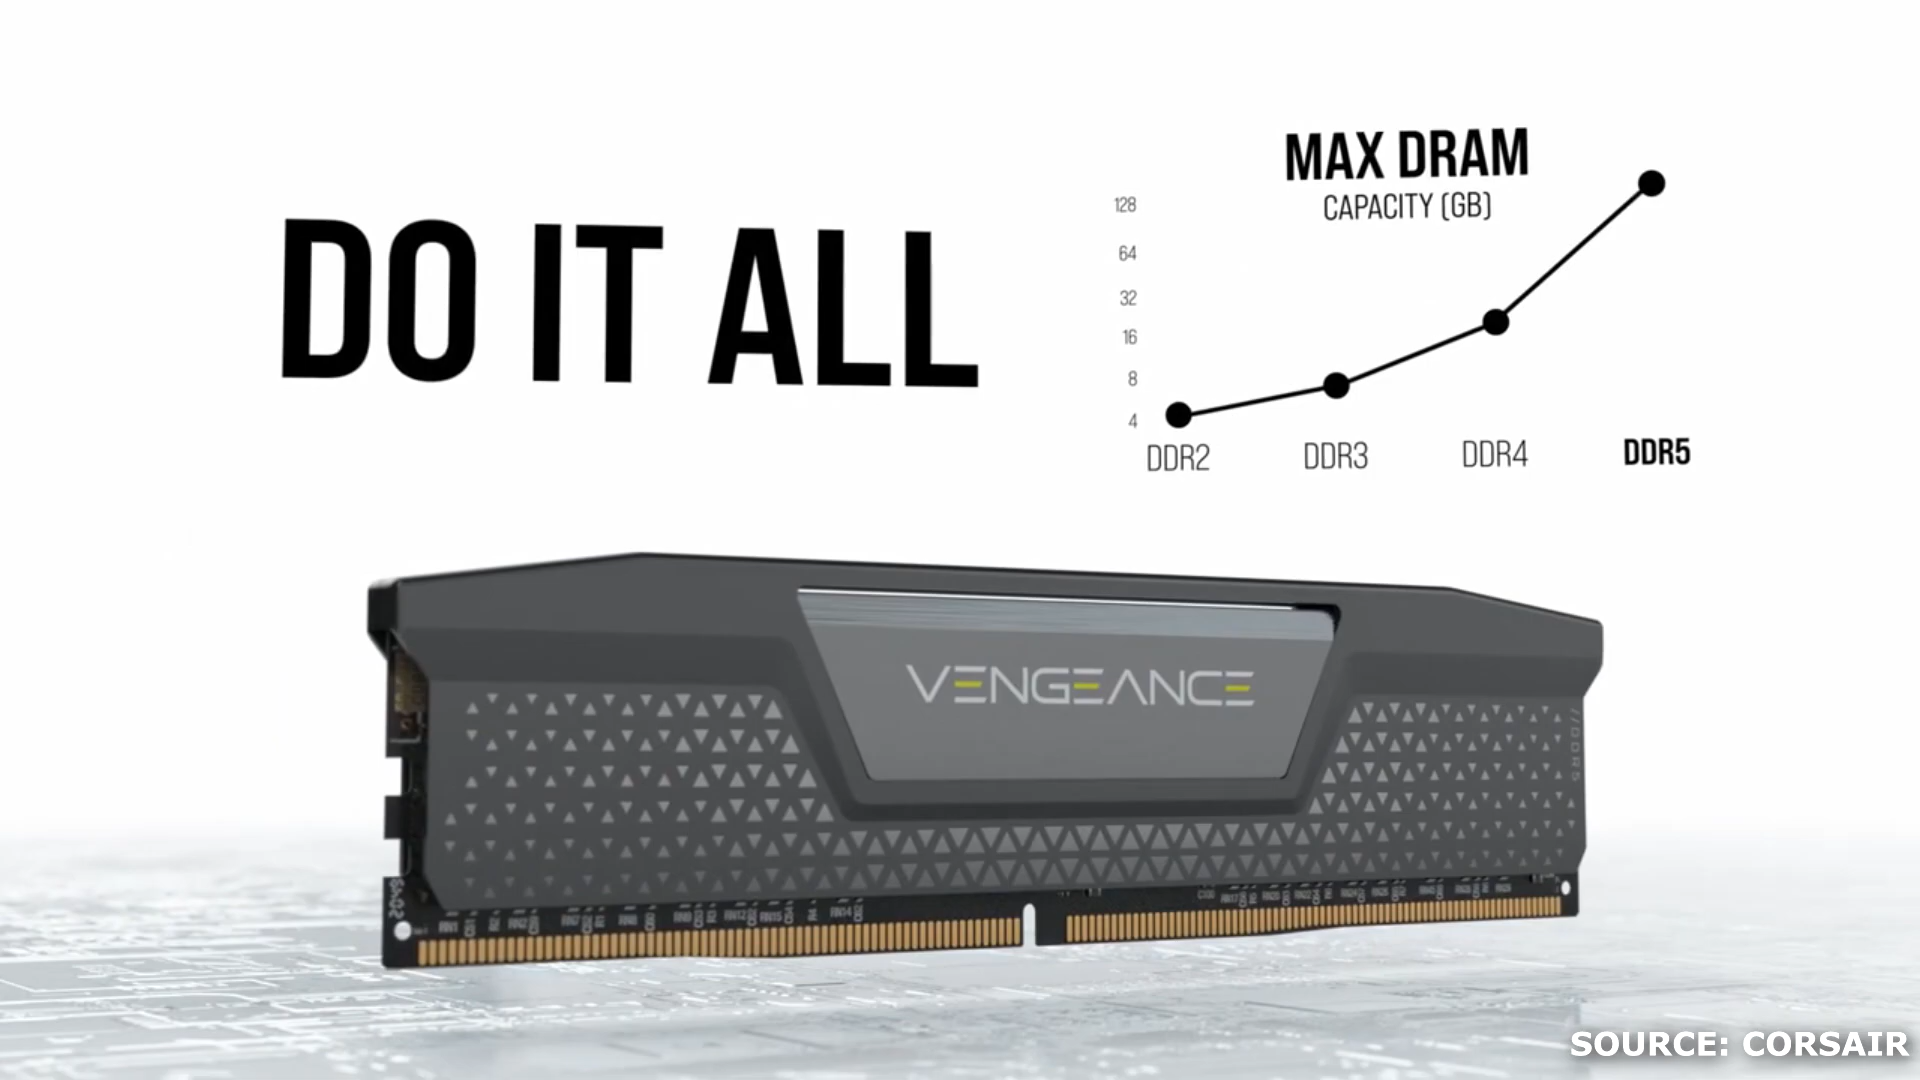 DO IT ALL
MAX DRAM
CAPACITY (GB)
128
64
32
16
8
4
DDR2
DDR3
DDR4
DDR5
VENGEANCE
//DDR5
SOURCE: CORSAIR